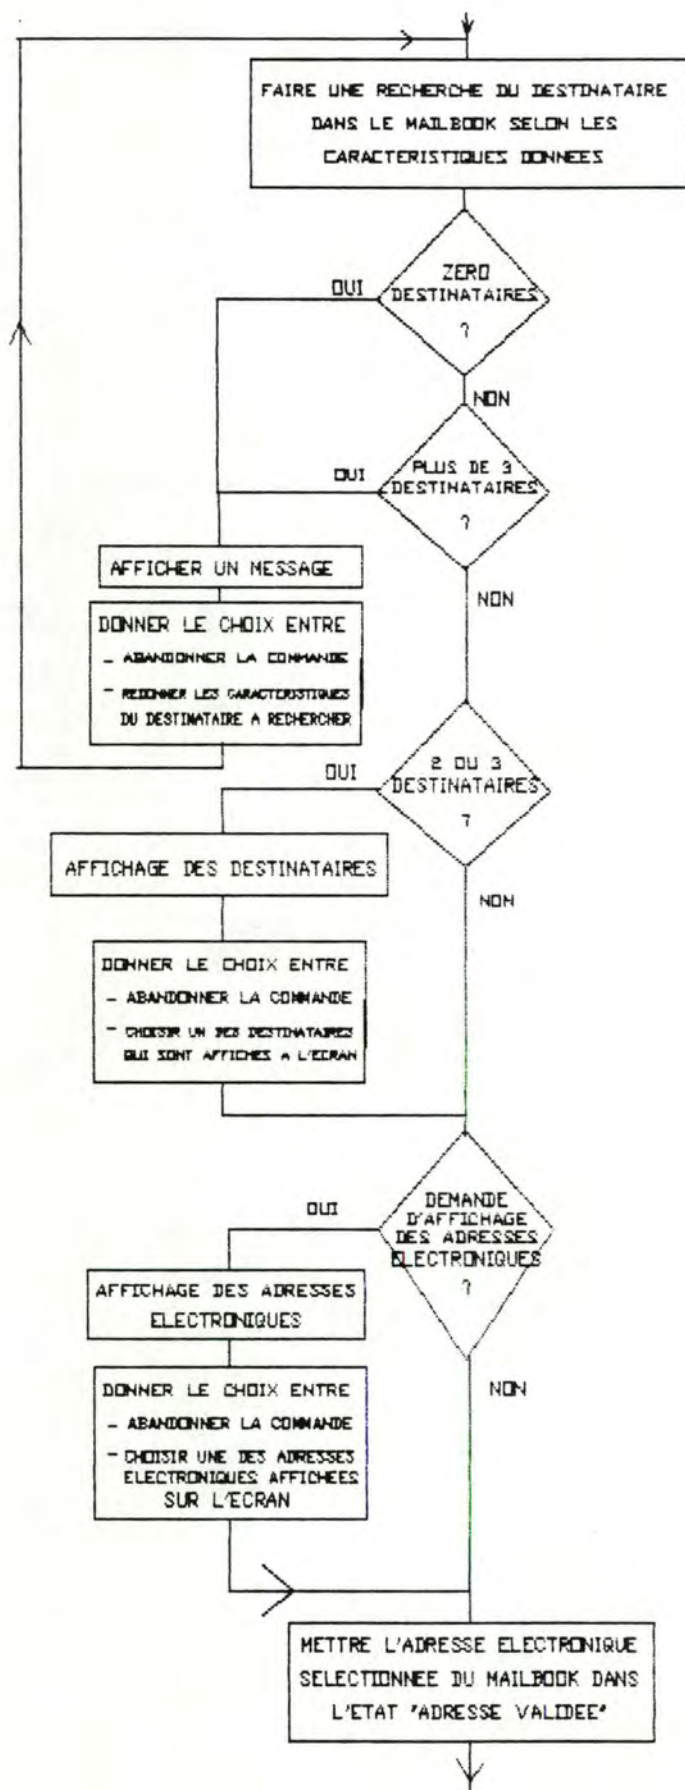 FAIRE UNE RECHERCHE DU DESTINATAIRE
DANS LE MAILBOOK SELON LES
CARACTERISTIQUES DONNEES
ZERO
DESTINATAIRES
?
OUI
NON
PLUS DE 3
DESTINATAIRES
?
OUI
NON
AFFICHER UN MESSAGE
DONNER LE CHOIX ENTRE
- ABANDONNER LA COMMANDE
- REDONNER LES CARACTERISTIQUES
DU DESTINATAIRE A RECHERCHER
2 OU 3
DESTINATAIRES
?
OUI
NON
AFFICHAGE DES DESTINATAIRES
DONNER LE CHOIX ENTRE
- ABANDONNER LA COMMANDE
- CHOISIR UN DES DESTINATAIRES
QUI SONT AFFICHES A L'ECRAN
DEMANDE
D'AFFICHAGE
DES ADRESSES
ELECTRONIQUES
?
OUI
NON
AFFICHAGE DES ADRESSES
ELECTRONIQUES
DONNER LE CHOIX ENTRE
- ABANDONNER LA COMMANDE
- CHOISIR UNE DES ADRESSES
ELECTRONIQUES AFFICHEES
SUR L'ECRAN
METTRE L'ADRESSE ELECTRONIQUE
SELECTIONNEE DU MAILBOOK DANS
L'ETAT "ADRESSE VALIDEE"